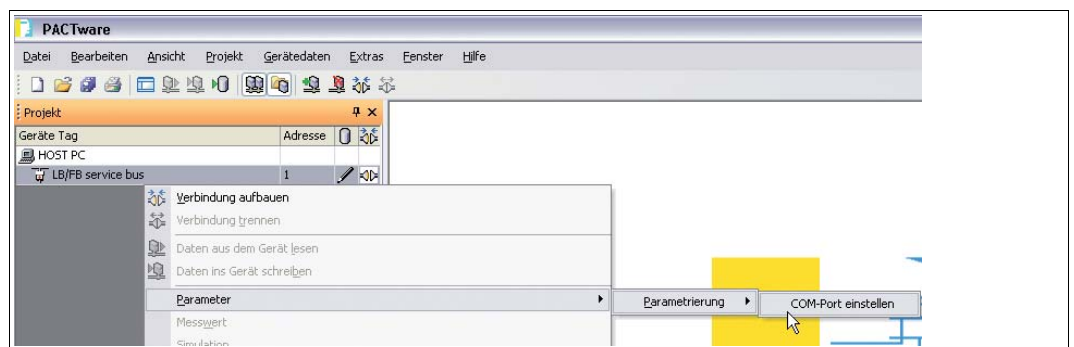 PACTware
Datei Bearbeiten Ansicht Projekt Gerätedaten Extras Fenster Hilfe
Projekt
Geräte Tag Adresse
HOST PC
LB/FB service bus 1
Verbindung aufbauen
Verbindung trennen
Daten aus dem Gerät lesen
Daten ins Gerät schreiben
Parameter Parametrierung COM-Port einstellen
Messwert
Simulation